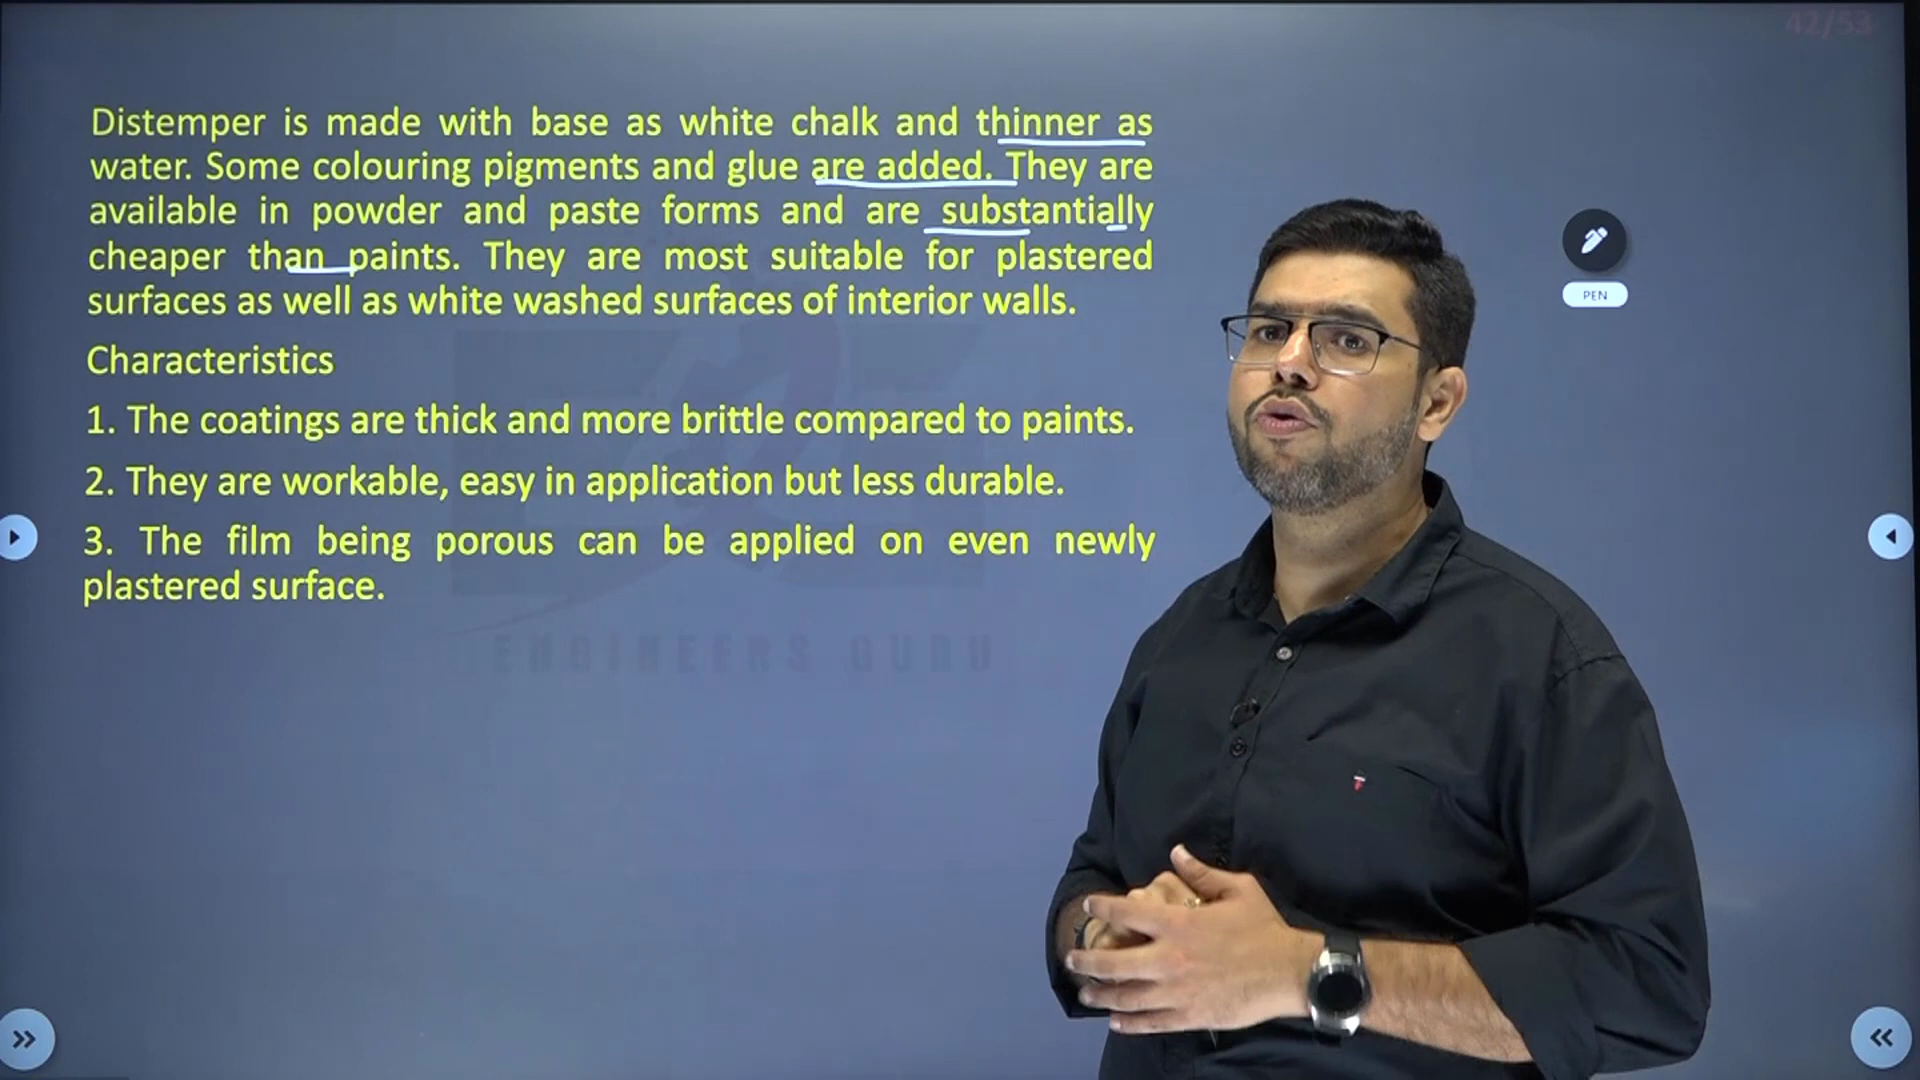 42/53
Distemper is made with base as white chalk and thinner as
water. Some colouring pigments and glue are added. They are
available in powder and paste forms and are substantially
cheaper than paints. They are most suitable for plastered
surfaces as well as white washed surfaces of interior walls.
Characteristics
1. The coatings are thick and more brittle compared to paints.
2. They are workable, easy in application but less durable.
3. The film being porous can be applied on even newly
plastered surface.
ENGINEERS GURU
PEN